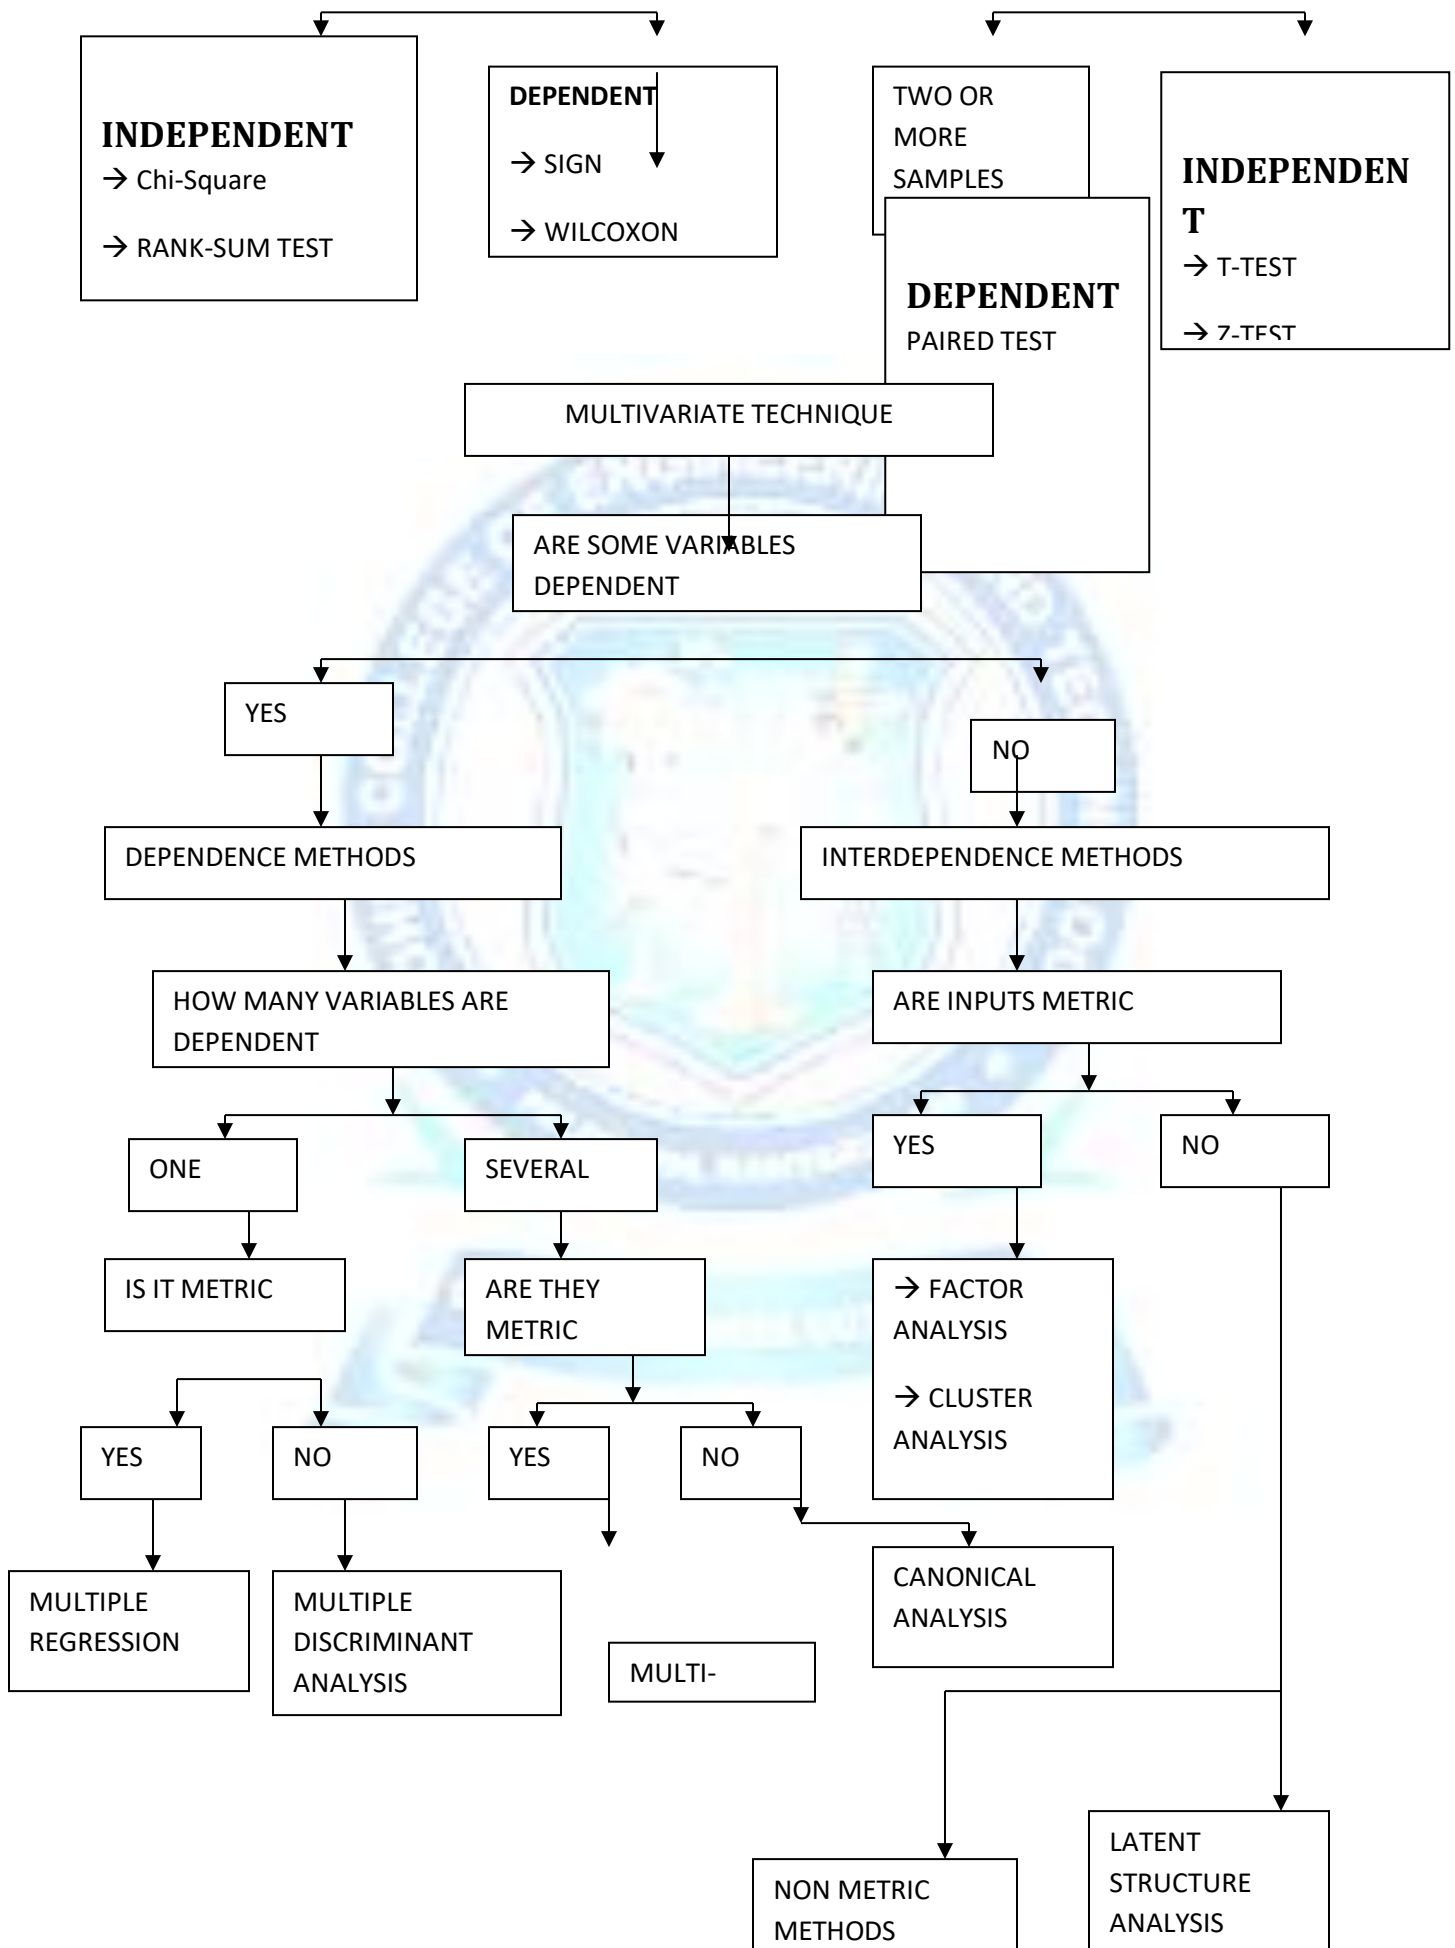 INDEPENDENT
→ Chi-Square
→ RANK-SUM TEST
DEPENDENT
→ SIGN
→ WILCOXON
TWO OR
MORE
SAMPLES
INDEPENDEN
T
→ T-TEST
→ Z-TEST
DEPENDENT
PAIRED TEST
MULTIVARIATE TECHNIQUE
ARE SOME VARIABLES
DEPENDENT
YES
NO
DEPENDENCE METHODS
INTERDEPENDENCE METHODS
HOW MANY VARIABLES ARE
DEPENDENT
ARE INPUTS METRIC
ONE
SEVERAL
YES
NO
IS IT METRIC
ARE THEY
METRIC
→ FACTOR
ANALYSIS
→ CLUSTER
ANALYSIS
YES
NO
YES
NO
MULTIPLE
REGRESSION
MULTIPLE
DISCRIMINANT
ANALYSIS
MULTI-
CANONICAL
ANALYSIS
NON METRIC
METHODS
LATENT
STRUCTURE
ANALYSIS